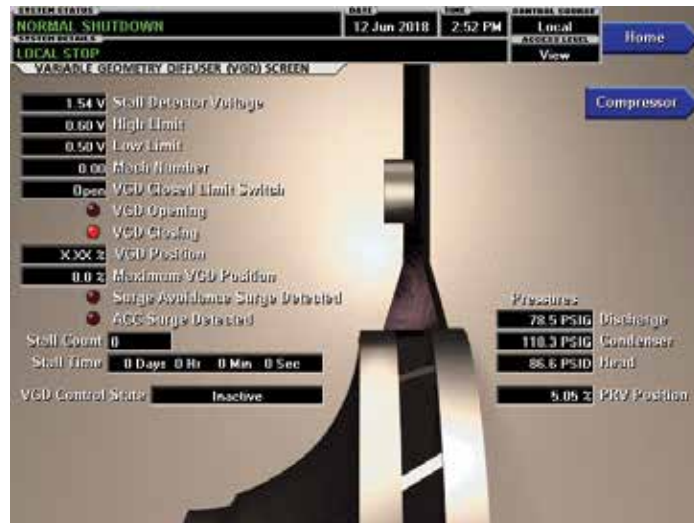 SYSTEM STATUS
NORMAL SHUTDOWN
DATE
12 Jun 2018
TIME
2:52 PM
CONTROL SOURCE
Local
Home
SYSTEM DETAILS
LOCAL STOP
ACCESS LEVEL
View
VARIABLE GEOMETRY DIFFUSER (VGD) SCREEN
Compressor
1.54 V Stall Detector Voltage
0.60 V High Limit
0.50 V Low Limit
0.00 Mach Number
Open VGD Closed Limit Switch
VGD Opening
VGD Closing
X.XX % VGD Position
0.0 % Maximum VGD Position
Surge Avoidance Surge Detected
ACC Surge Detected
Stall Count 0
Stall Time 0 Days 0 Hr 0 Min 0 Sec
VGD Control State Inactive
Pressures
78.5 PSIG Discharge
110.3 PSIG Condenser
86.6 PSID Head
5.05 % PRV Position